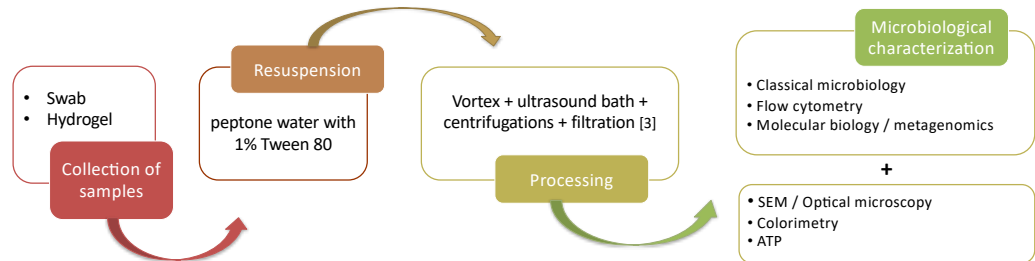 • Swab
• Hydrogel
Collection of
samples
Resuspension
peptone water with
1% Tween 80
Vortex + ultrasound bath +
centrifugations + filtration [3]
Processing
Microbiological
characterization
• Classical microbiology
• Flow cytometry
• Molecular biology / metagenomics
+
• SEM / Optical microscopy
• Colorimetry
• ATP